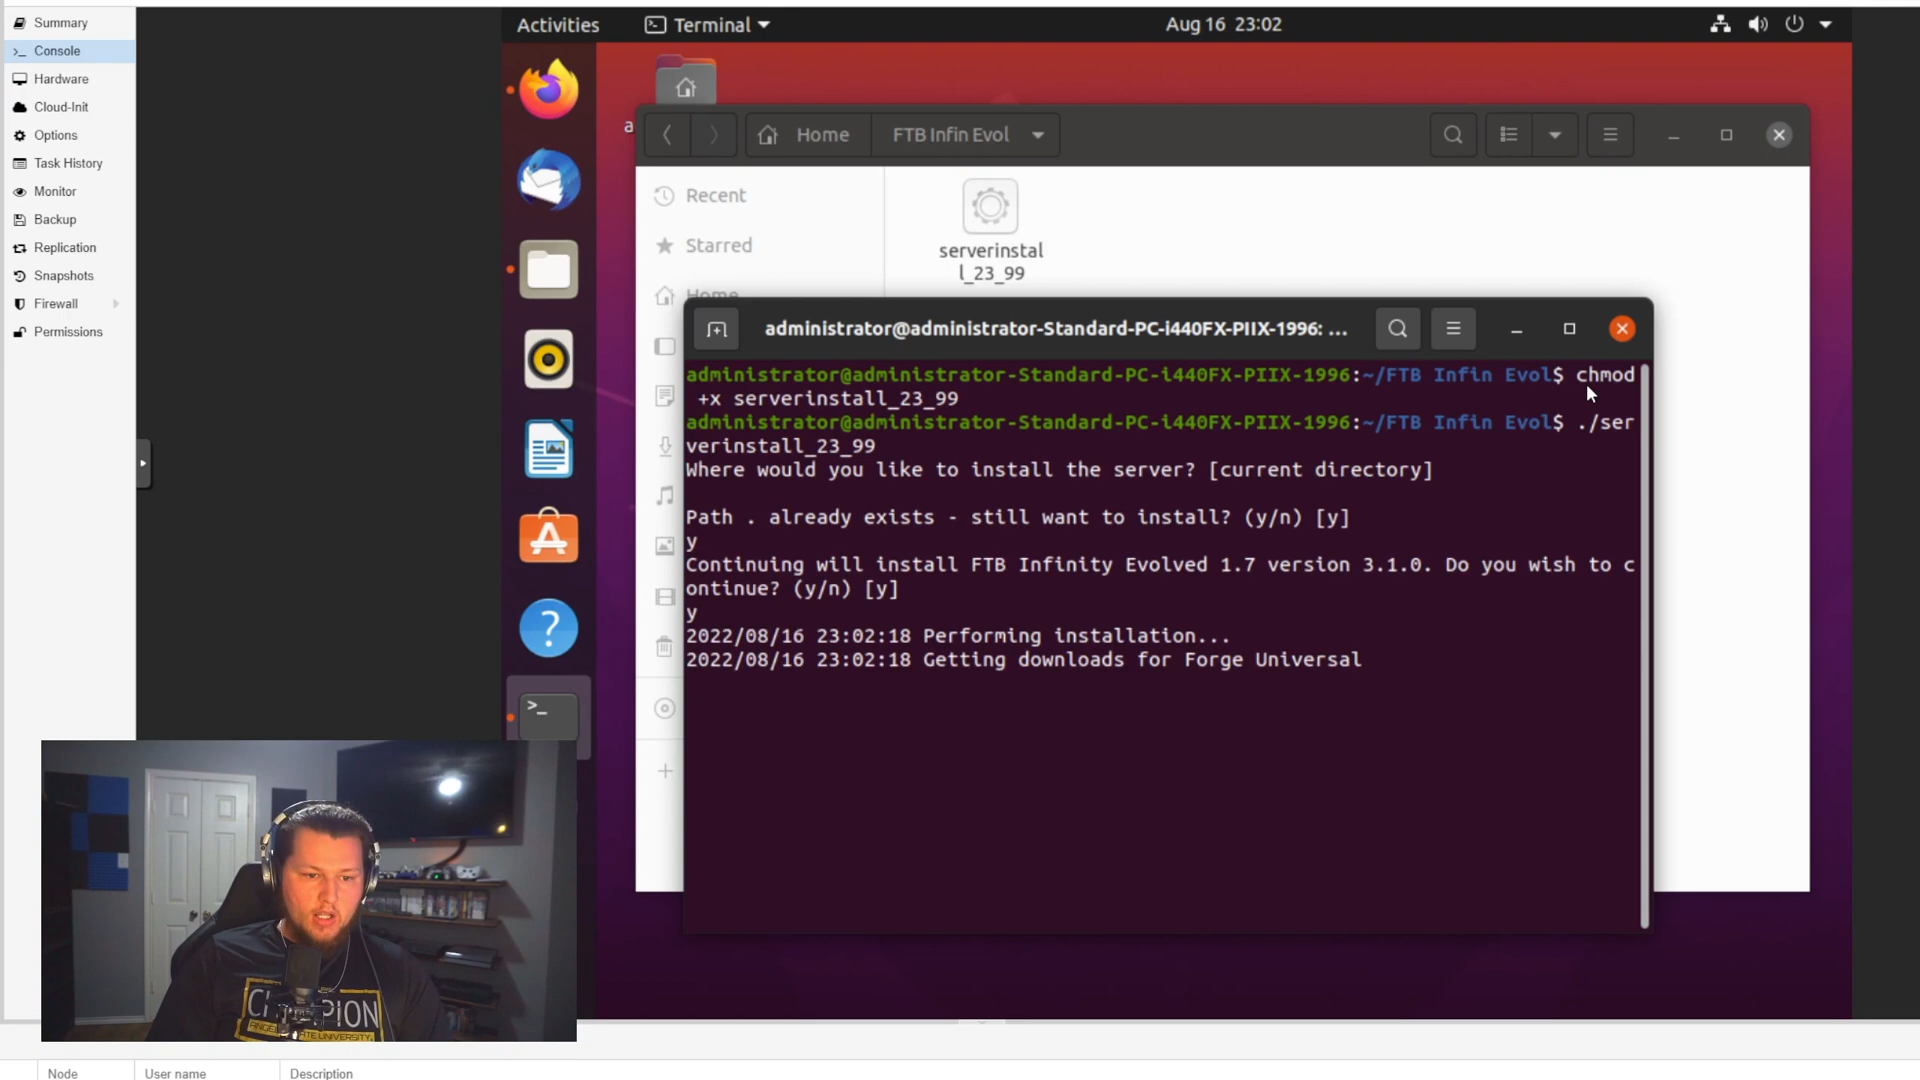 Summary
Console
Hardware
Cloud-Init
Options
Task History
Monitor
Backup
Replication
Snapshots
Firewall
Permissions
Activities
Terminal
Aug 16 23:02
a
Home
FTB Infin Evol
Recent
Starred
Home
serverinstal
l_23_99
administrator@administrator-Standard-PC-i440FX-PIIX-1996: ...
administrator@administrator-Standard-PC-i440FX-PIIX-1996:~/FTB Infin Evol$ chmod
+x serverinstall_23_99
administrator@administrator-Standard-PC-i440FX-PIIX-1996:~/FTB Infin Evol$ ./ser
verinstall_23_99
Where would you like to install the server? [current directory]
Path . already exists - still want to install? (y/n) [y]
y
Continuing will install FTB Infinity Evolved 1.7 version 3.1.0. Do you wish to c
ontinue? (y/n) [y]
y
2022/08/16 23:02:18 Performing installation...
2022/08/16 23:02:18 Getting downloads for Forge Universal
Node
User name
Description